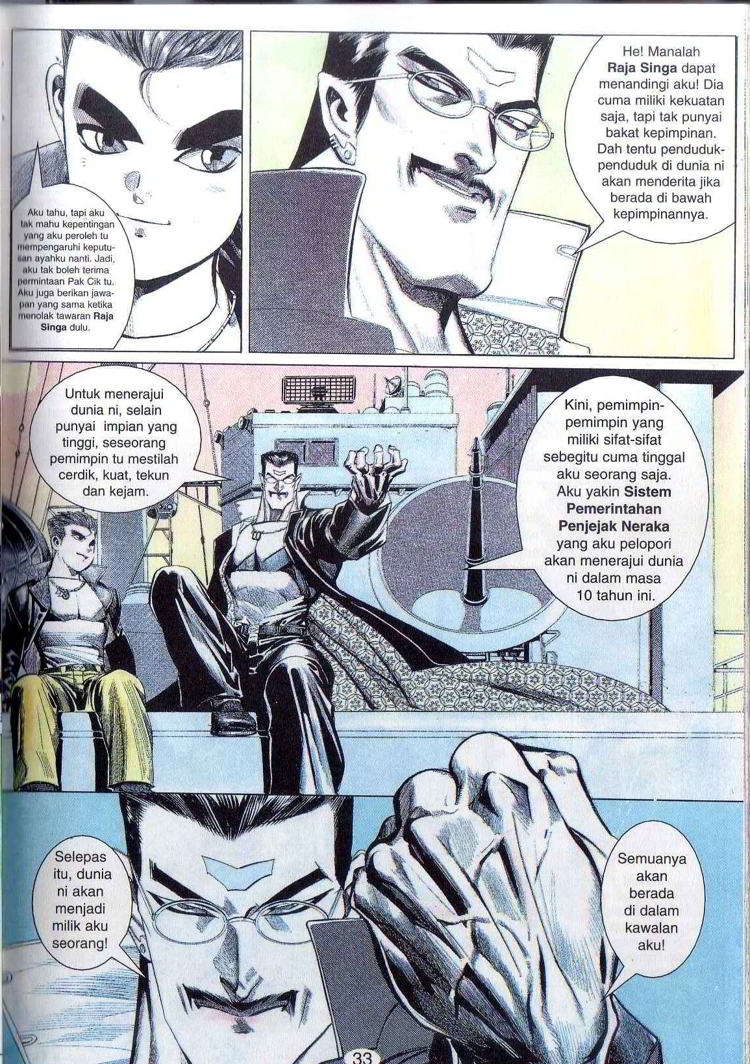 Aku tahu, tapi aku
tak mahu kepentingan
yang aku peroleh tu
mempengaruhi keputu-
san ayahku nanti. Jadi,
aku tak boleh terima
permintaan Pak Cik tu.
Aku juga berikan jawa-
pan yang sama ketika
menolak tawaran Raja
Singa dulu.
He! Manalah
Raja Singa dapat
menandingi aku! Dia
cuma miliki kekuatan
saja, tapi tak punyai
bakat kepimpinan.
Dah tentu penduduk-
penduduk di dunia ni
akan menderita jika
berada di bawah
kepimpinannya.
Untuk menerajui
dunia ni, selain
punyai impian yang
tinggi, seseorang
pemimpin tu mestilah
cerdik, kuat, tekun
dan kejam.
Kini, pemimpin-
pemimpin yang
miliki sifat-sifat
sebegitu cuma tinggal
aku seorang saja.
Aku yakin Sistem
Pemerintahan
Penjejak Neraka
yang aku pelopori
akan menerajui dunia
ni dalam masa
10 tahun ini.
Selepas
itu, dunia
ni akan
menjadi
milik aku
seorang!
Semuanya
akan
berada
di dalam
kawalan
aku!
33